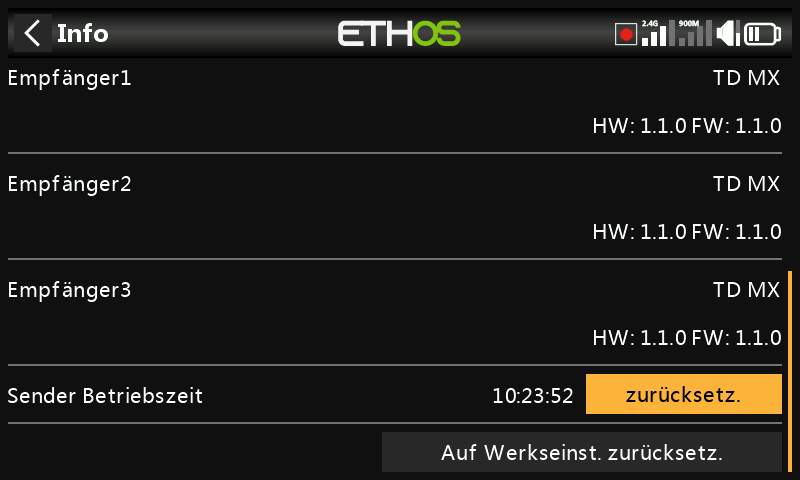 Info
ETHOS
2.4G
900M
Empfänger1
TD MX
HW: 1.1.0 FW: 1.1.0
Empfänger2
TD MX
HW: 1.1.0 FW: 1.1.0
Empfänger3
TD MX
HW: 1.1.0 FW: 1.1.0
Sender Betriebszeit
10:23:52
zurücksetz.
Auf Werkseinst. zurücksetz.